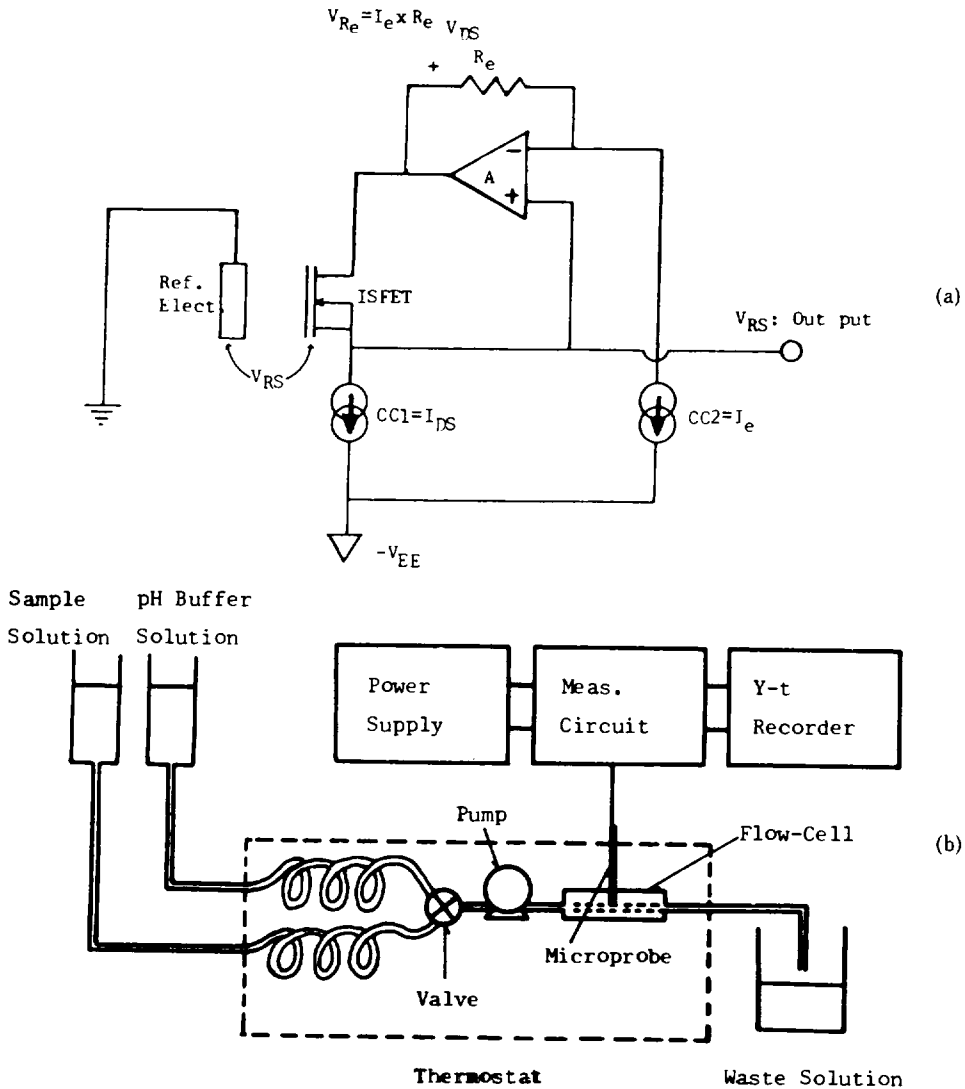 V_Re=I_e x R_e V_DS
+ R_e
A
-
+
Ref.
Elect.
ISFET
(a)
V_RS: Out put
V_RS
CC1=I_DS
CC2=I_e
-V_EE
Sample
Solution
pH Buffer
Solution
Power
Supply
Meas.
Circuit
Y-t
Recorder
Pump
Flow-Cell
(b)
Microprobe
Valve
Thermostat
Waste Solution